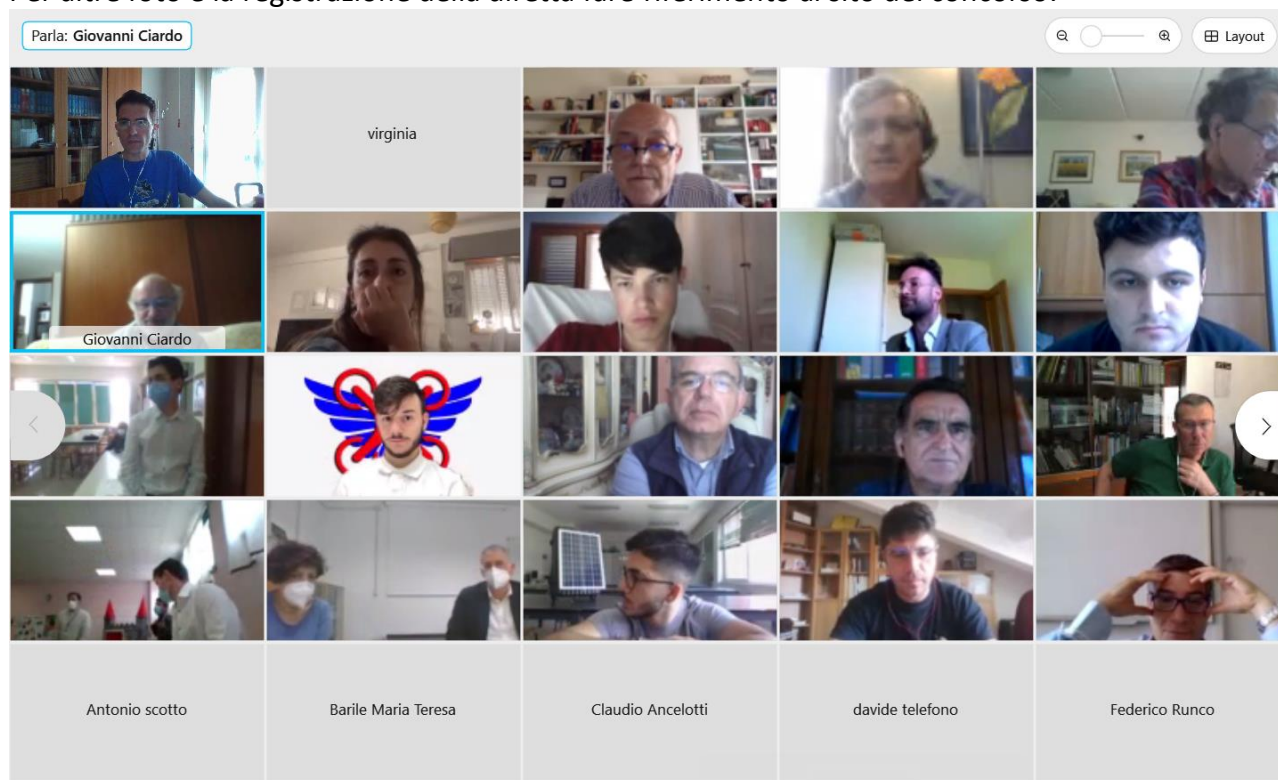 Per altre foto e la registrazione della diretta fare riferimento al sito del concorso.
Parla: Giovanni Ciardo
Layout
virginia
Giovanni Ciardo
Antonio scotto
Barile Maria Teresa
Claudio Ancelotti
davide telefono
Federico Runco